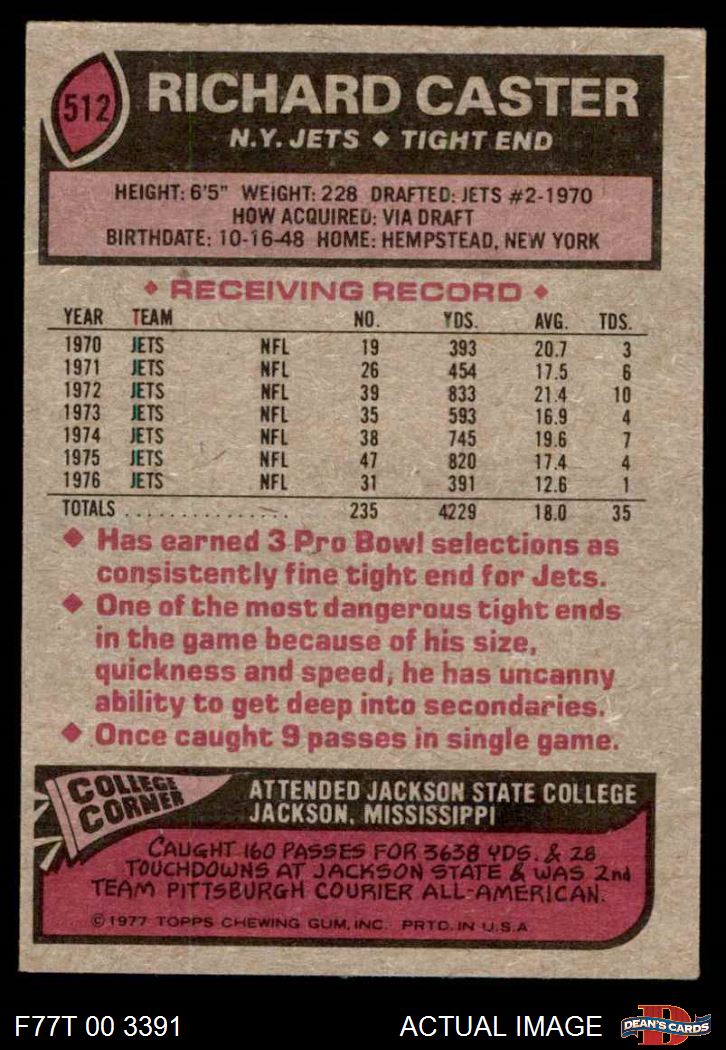 512
RICHARD CASTER
N.Y. JETS ◆ TIGHT END
HEIGHT: 6'5" WEIGHT: 228 DRAFTED: JETS #2-1970
HOW ACQUIRED: VIA DRAFT
BIRTHDATE: 10-16-48 HOME: HEMPSTEAD, NEW YORK
◆ RECEIVING RECORD ◆
YEAR TEAM NO. YDS. AVG. TDS.
1970 JETS NFL 19 393 20.7 3
1971 JETS NFL 26 454 17.5 6
1972 JETS NFL 39 833 21.4 10
1973 JETS NFL 35 593 16.9 4
1974 JETS NFL 38 745 19.6 7
1975 JETS NFL 47 820 17.4 4
1976 JETS NFL 31 391 12.6 1
TOTALS ................ 235 4229 18.0 35
◆ Has earned 3 Pro Bowl selections as
consistently fine tight end for Jets.
◆ One of the most dangerous tight ends
in the game because of his size,
quickness and speed, he has uncanny
ability to get deep into secondaries.
◆ Once caught 9 passes in single game.
COLLEGE
CORNER
ATTENDED JACKSON STATE COLLEGE
JACKSON, MISSISSIPPI
CAUGHT 160 PASSES FOR 3638 YDS. & 28
TOUCHDOWNS AT JACKSON STATE & WAS 2nd
TEAM PITTSBURGH COURIER ALL-AMERICAN.
© 1977 TOPPS CHEWING GUM, INC. PRTD. IN U.S.A.
F77T 00 3391
ACTUAL IMAGE
D
DEAN'S CARDS